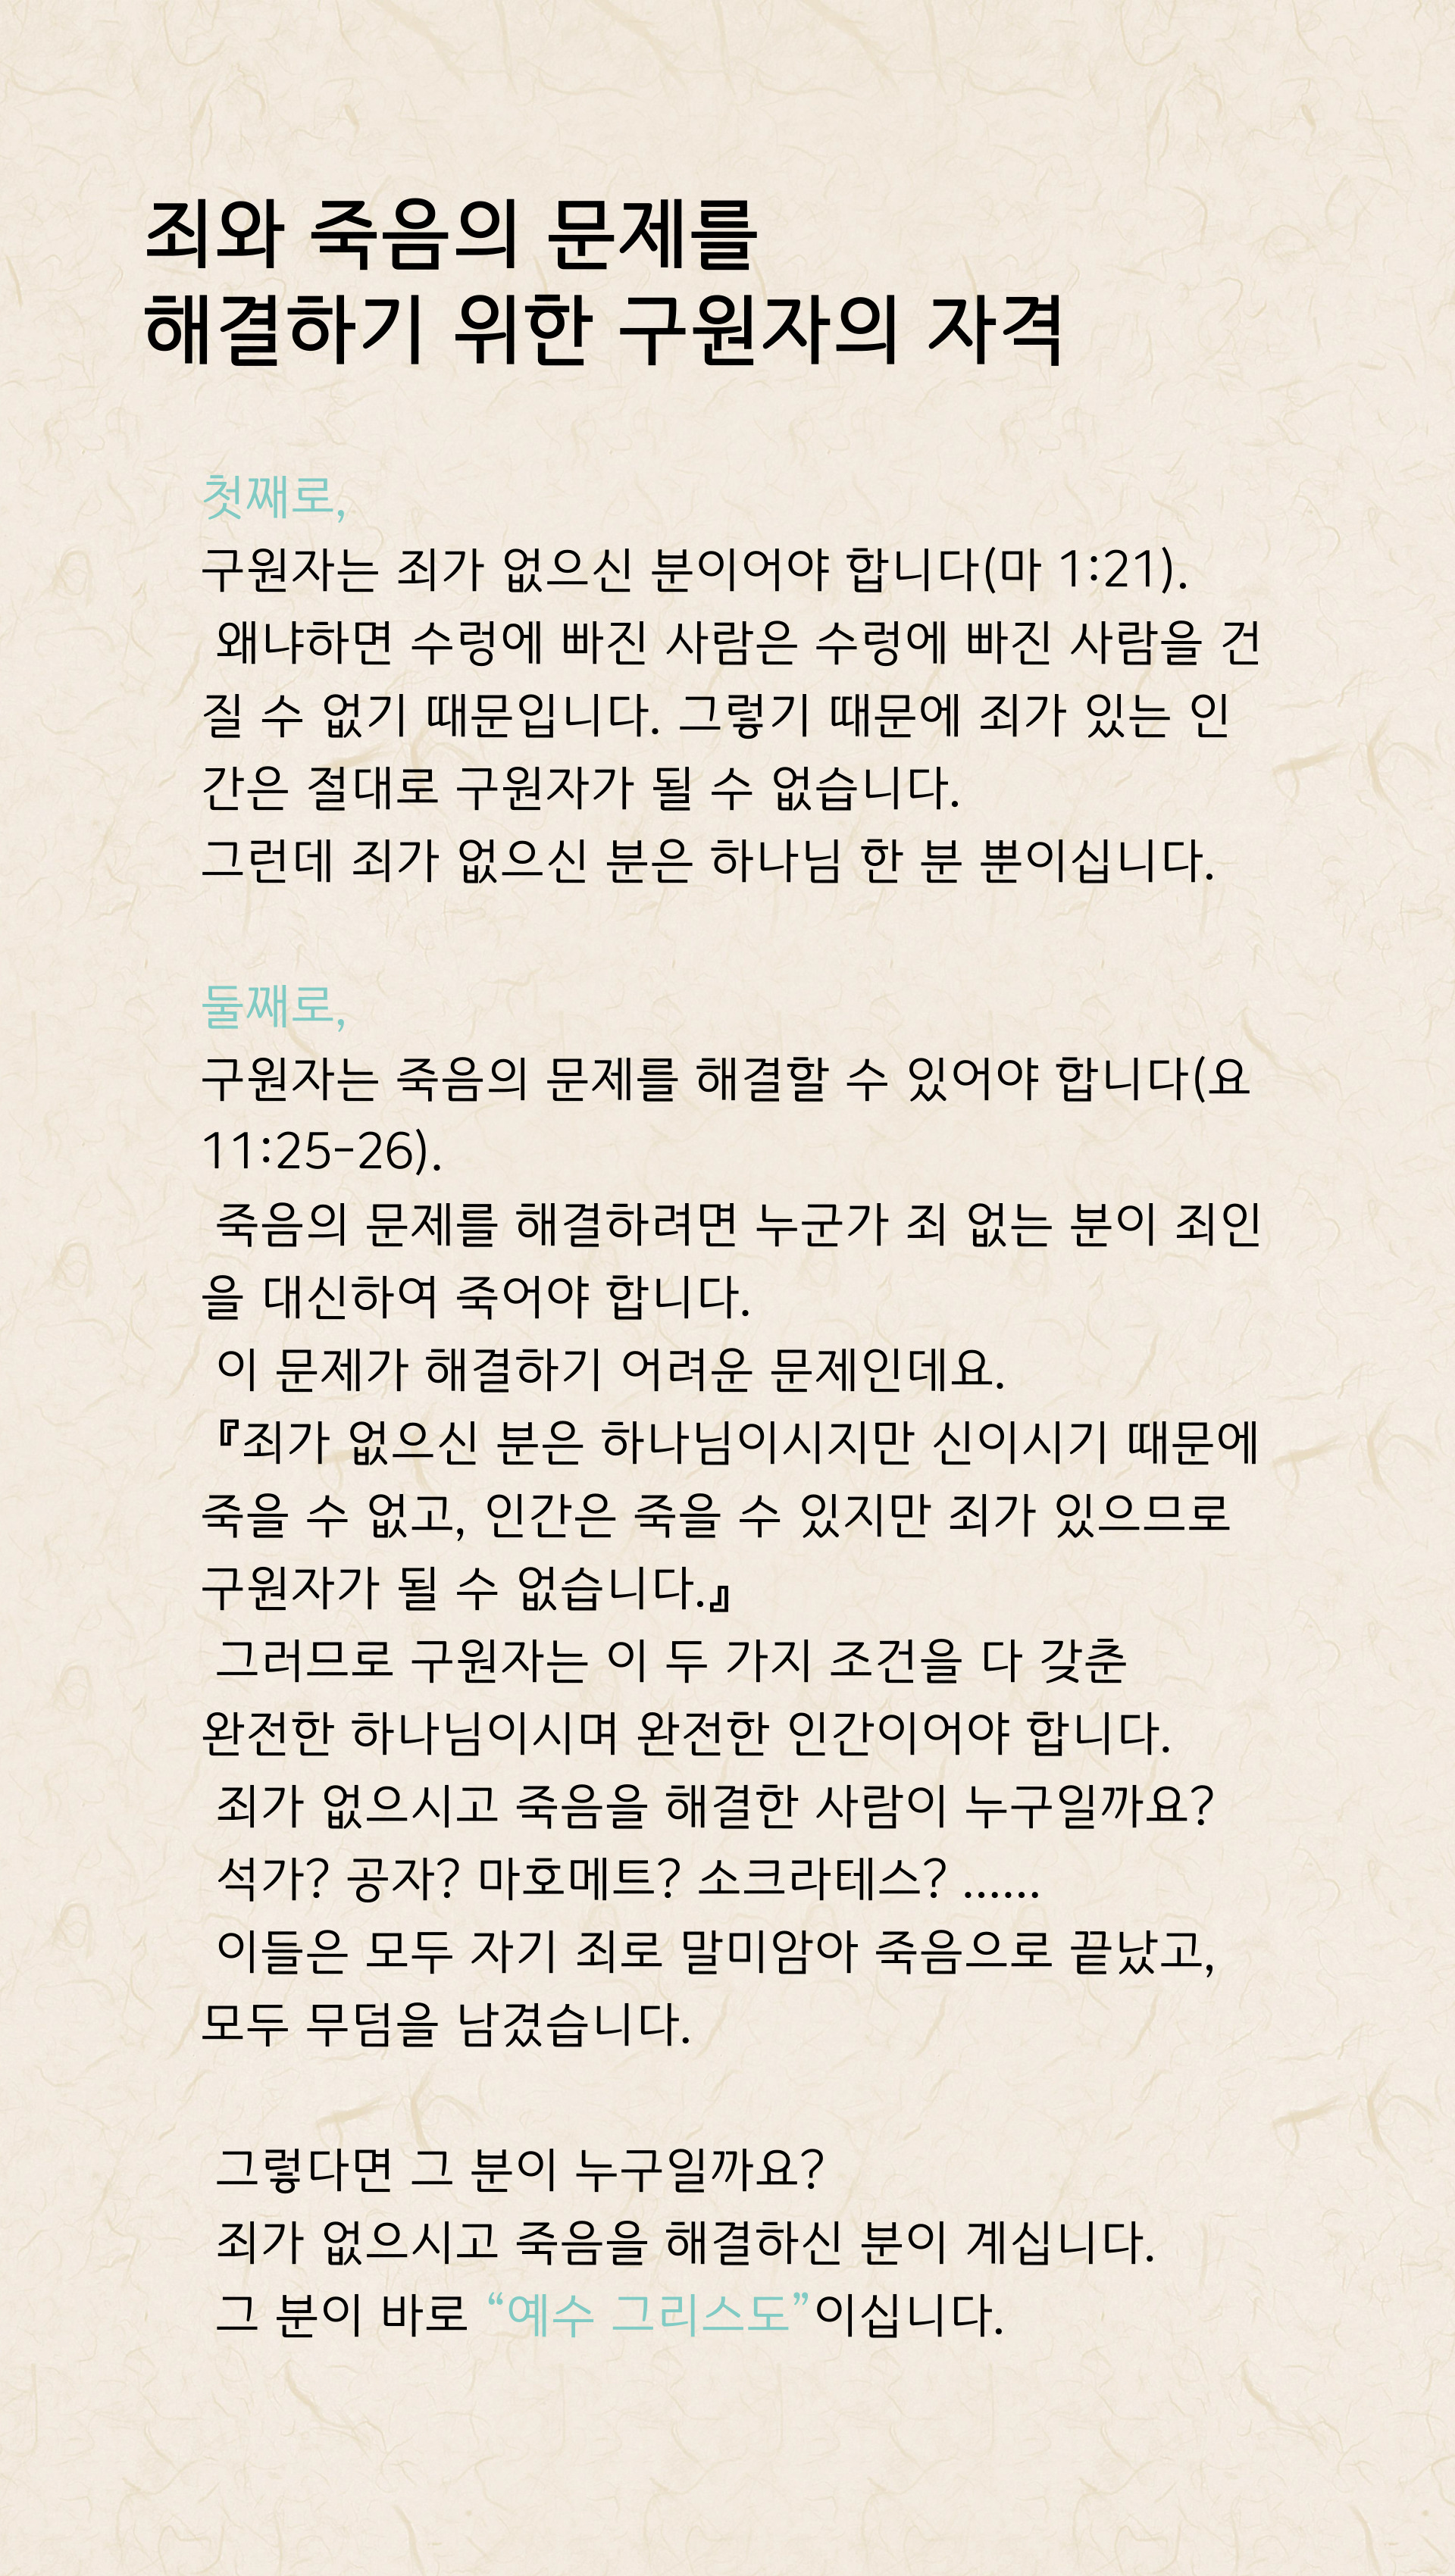 죄와 죽음의 문제를
해결하기 위한 구원자의 자격
첫째로,
구원자는 죄가 없으신 분이어야 합니다(마 1:21).
왜냐하면 수렁에 빠진 사람은 수렁에 빠진 사람을 건
질 수 없기 때문입니다. 그렇기 때문에 죄가 있는 인
간은 절대로 구원자가 될 수 없습니다.
그런데 죄가 없으신 분은 하나님 한 분 뿐이십니다.
둘째로,
구원자는 죽음의 문제를 해결할 수 있어야 합니다(요
11:25-26).
죽음의 문제를 해결하려면 누군가 죄 없는 분이 죄인
을 대신하여 죽어야 합니다.
이 문제가 해결하기 어려운 문제인데요.
『죄가 없으신 분은 하나님이시지만 신이시기 때문에
죽을 수 없고, 인간은 죽을 수 있지만 죄가 있으므로
구원자가 될 수 없습니다.』
그러므로 구원자는 이 두 가지 조건을 다 갖춘
완전한 하나님이시며 완전한 인간이어야 합니다.
죄가 없으시고 죽음을 해결한 사람이 누구일까요?
석가? 공자? 마호메트? 소크라테스? ......
이들은 모두 자기 죄로 말미암아 죽음으로 끝났고,
모두 무덤을 남겼습니다.
그렇다면 그 분이 누구일까요?
죄가 없으시고 죽음을 해결하신 분이 계십니다.
그 분이 바로 “예수 그리스도”이십니다.